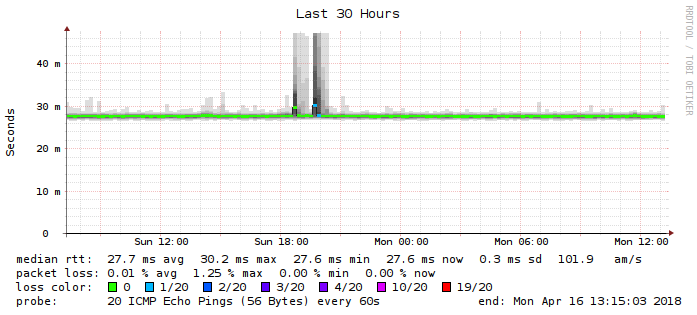 Last 30 Hours
RRDTOOL / TOBI OETIKER
Seconds
40 m
30 m
20 m
10 m
0
Sun 12:00 Sun 18:00 Mon 00:00 Mon 06:00 Mon 12:00
median rtt: 27.7 ms avg 30.2 ms max 27.6 ms min 27.6 ms now 0.3 ms sd 101.9 am/s
packet loss: 0.01 % avg 1.25 % max 0.00 % min 0.00 % now
loss color: 0 1/20 2/20 3/20 4/20 10/20 19/20
probe: 20 ICMP Echo Pings (56 Bytes) every 60s end: Mon Apr 16 13:15:03 2018